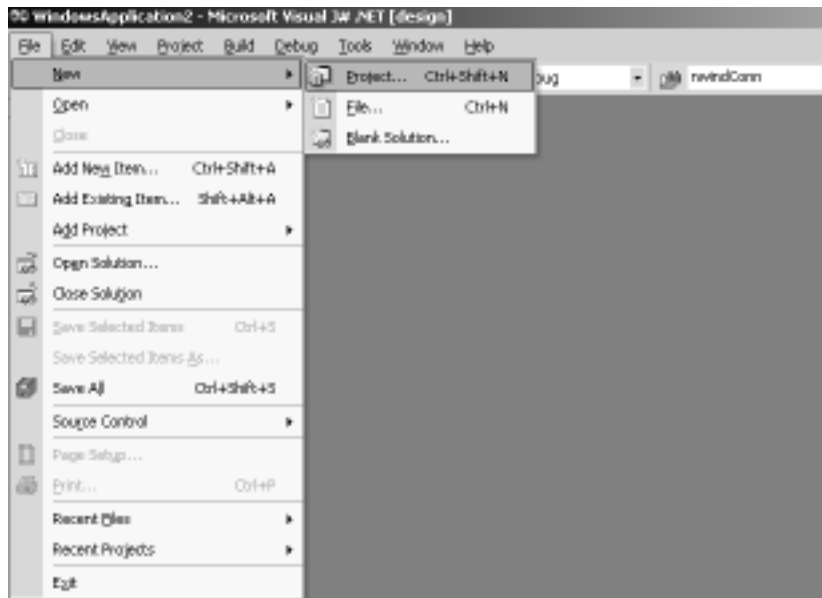 WindowsApplication2 - Microsoft Visual J# .NET [design]
File Edit View Project Build Debug Tools Window Help
New
Project... Ctrl+Shift+N
nwindConn
Open
File... Ctrl+N
Close
Blank Solution...
Add New Item... Ctrl+Shift+A
Add Existing Item... Shift+Alt+A
Add Project
Open Solution...
Close Solution
Save Selected Items Ctrl+S
Save Selected Items As...
Save All Ctrl+Shift+S
Source Control
Page Setup...
Print... Ctrl+P
Recent Files
Recent Projects
Exit